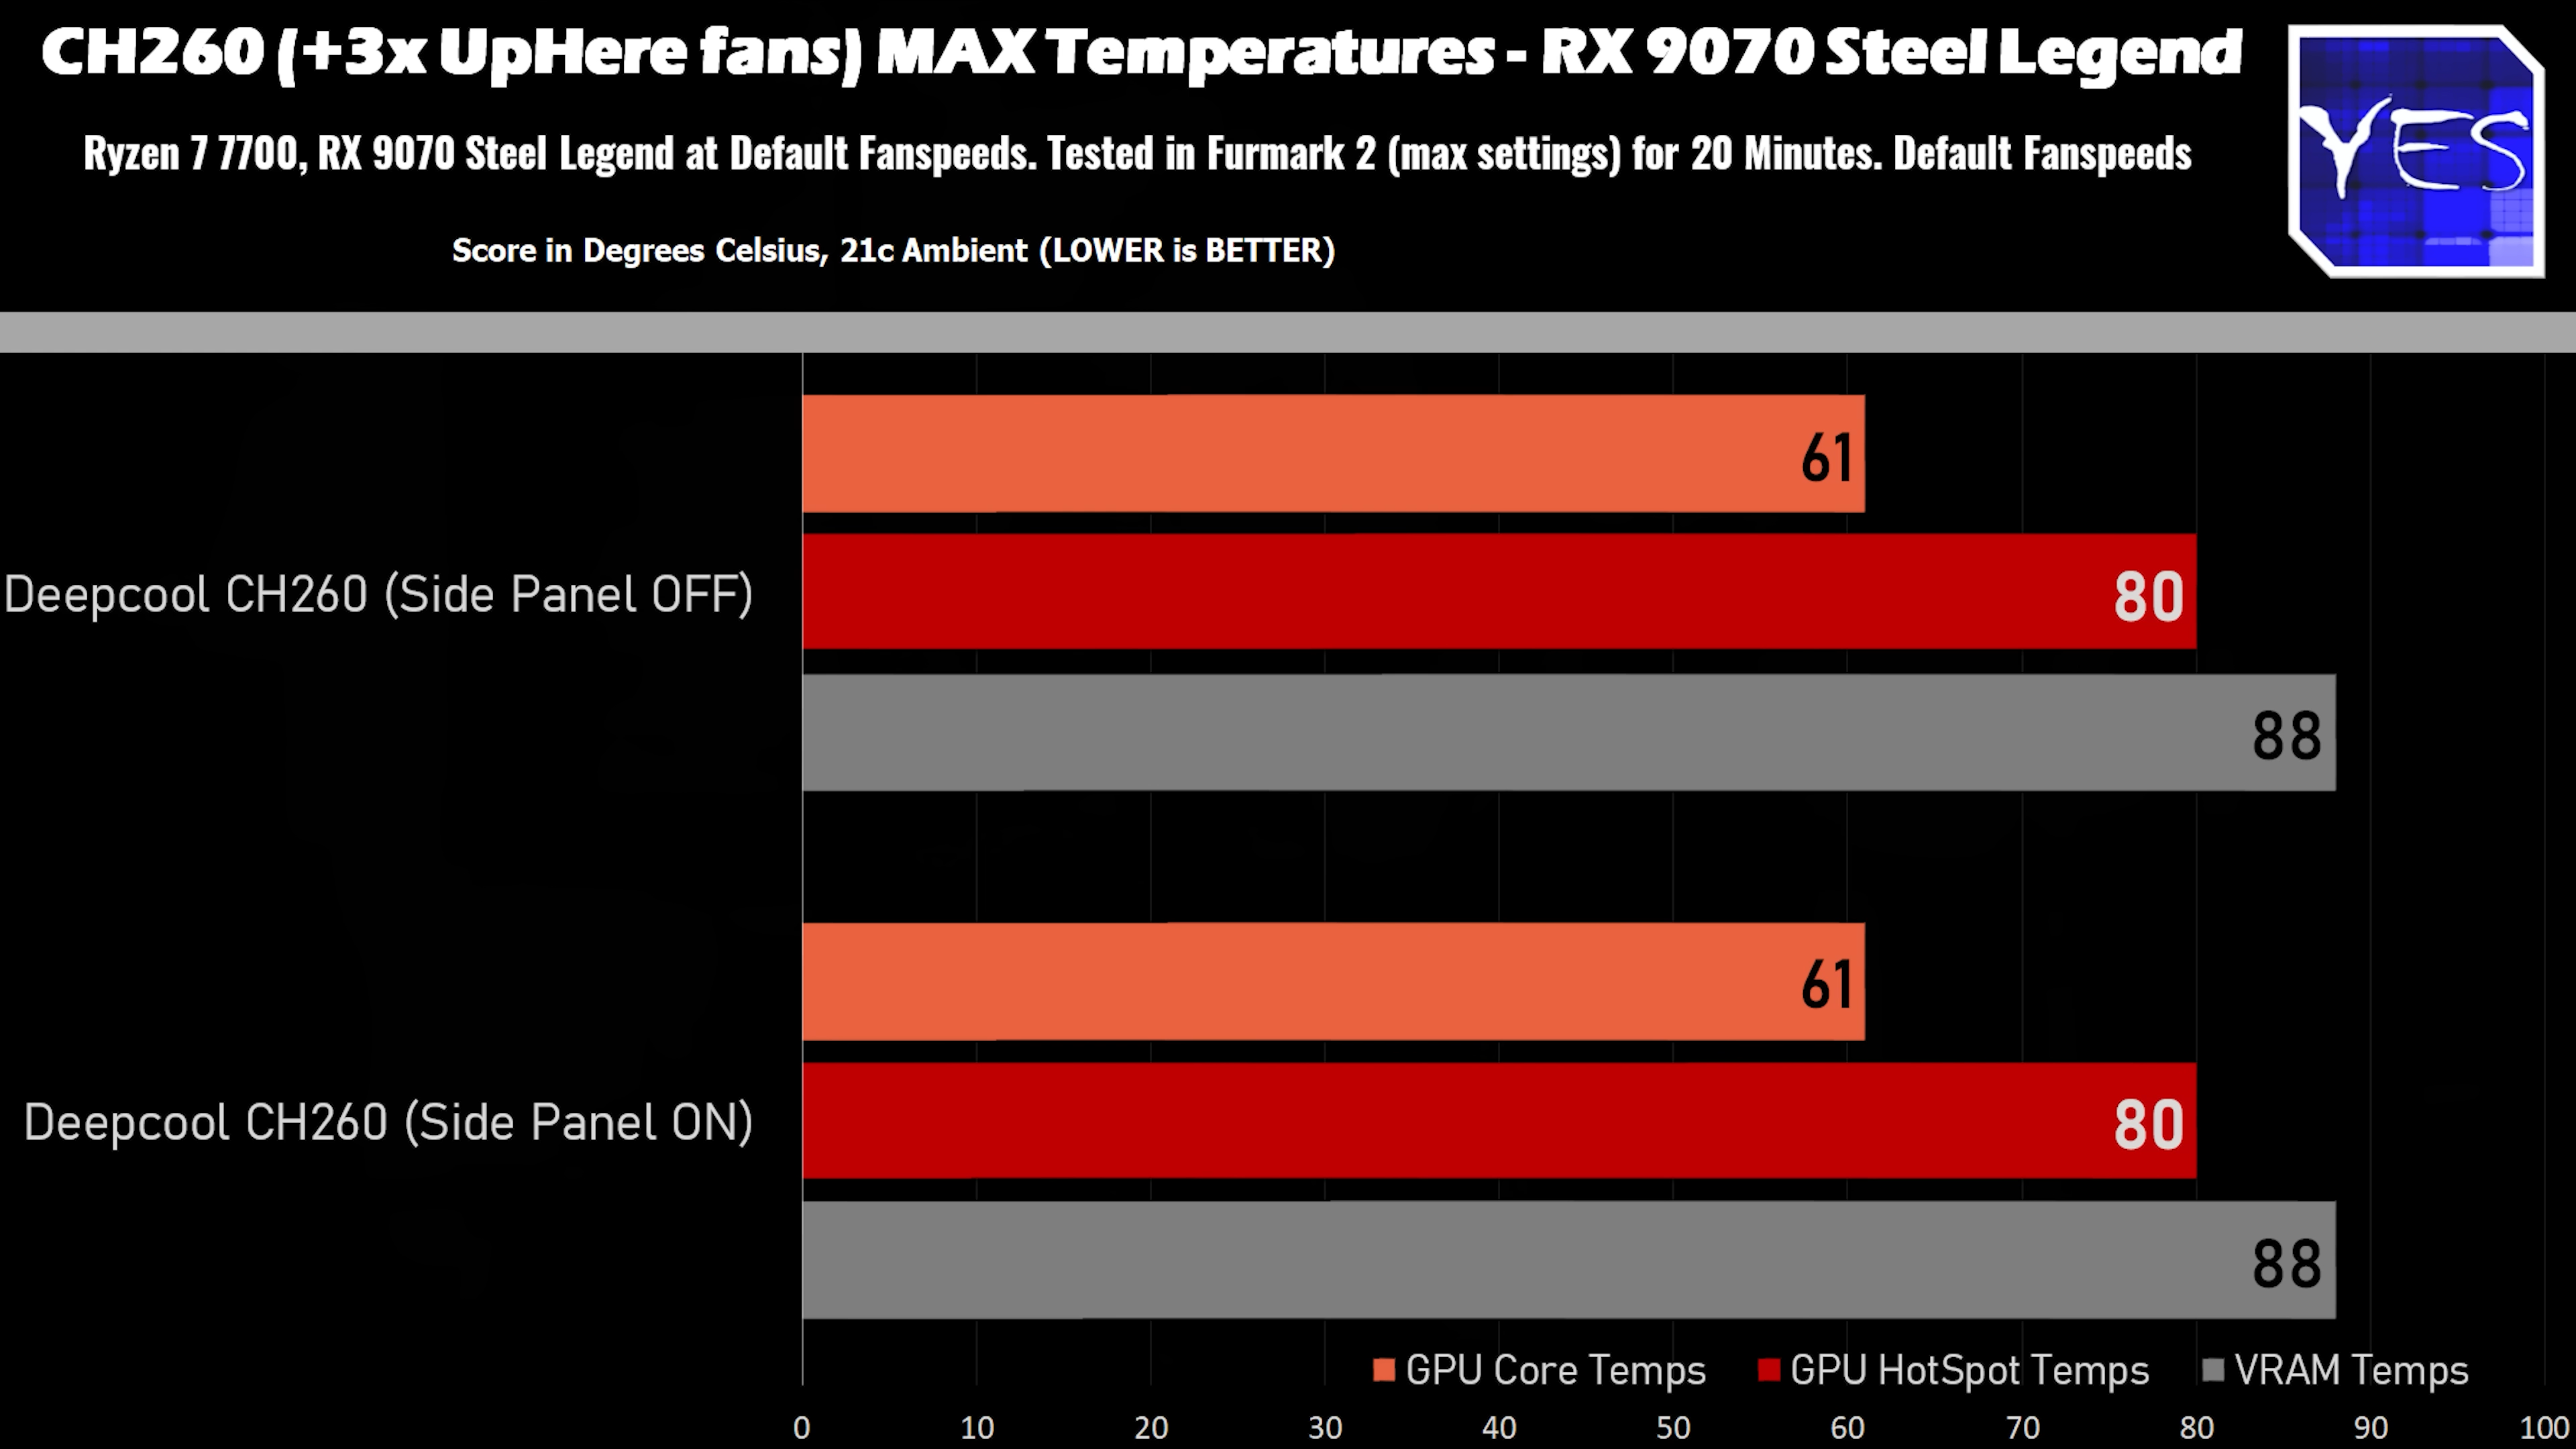 CH260 (+3x UpHere fans) MAX Temperatures - RX 9070 Steel Legend
YES
Ryzen 7 7700, RX 9070 Steel Legend at Default Fanspeeds. Tested in Furmark 2 (max settings) for 20 Minutes. Default Fanspeeds
Score in Degrees Celsius, 21c Ambient (LOWER is BETTER)
61
Deepcool CH260 (Side Panel OFF)
80
88
61
Deepcool CH260 (Side Panel ON)
80
88
GPU Core Temps GPU HotSpot Temps VRAM Temps
0 10 20 30 40 50 60 70 80 90 100